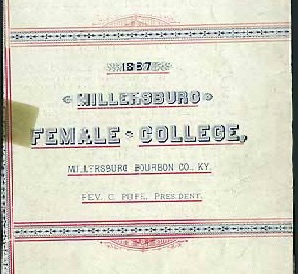 1887
MILLERSBURG
FEMALE COLLEGE,
MILLERSBURG BOURBON CO., KY.
REV. C. POPE, PRESIDENT.